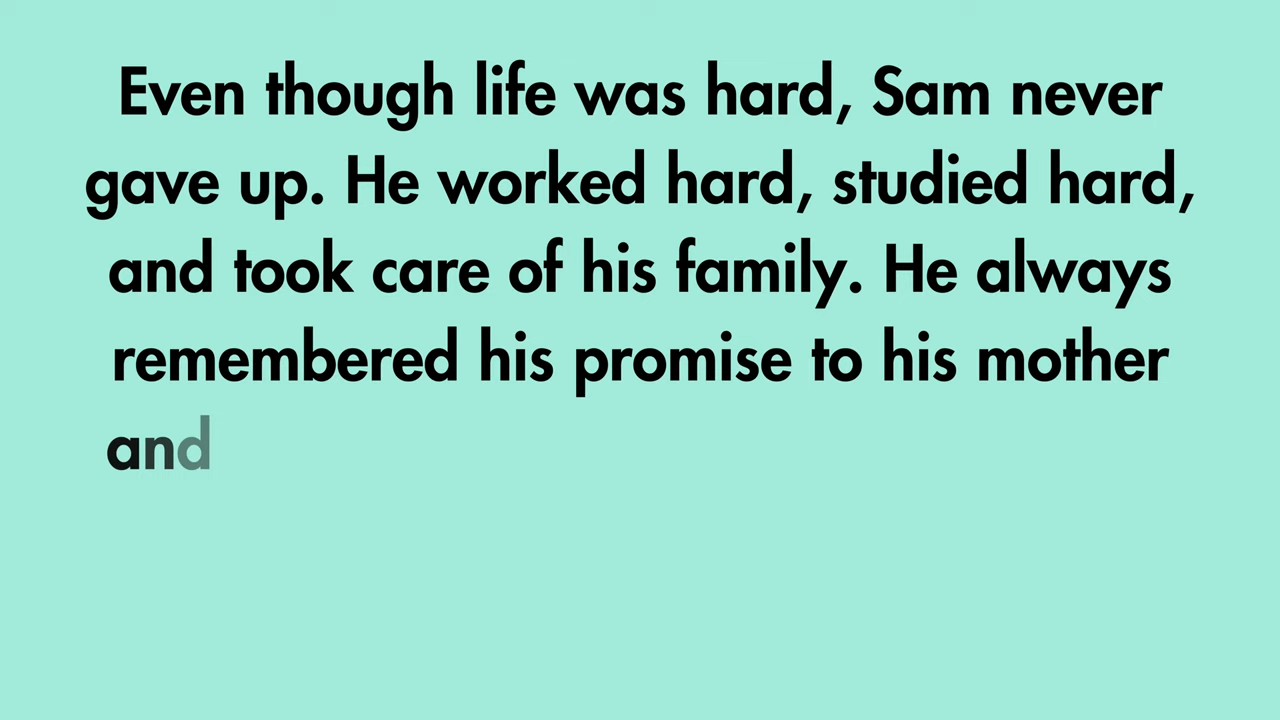 Even though life was hard, Sam never
gave up. He worked hard, studied hard,
and took care of his family. He always
remembered his promise to his mother
and